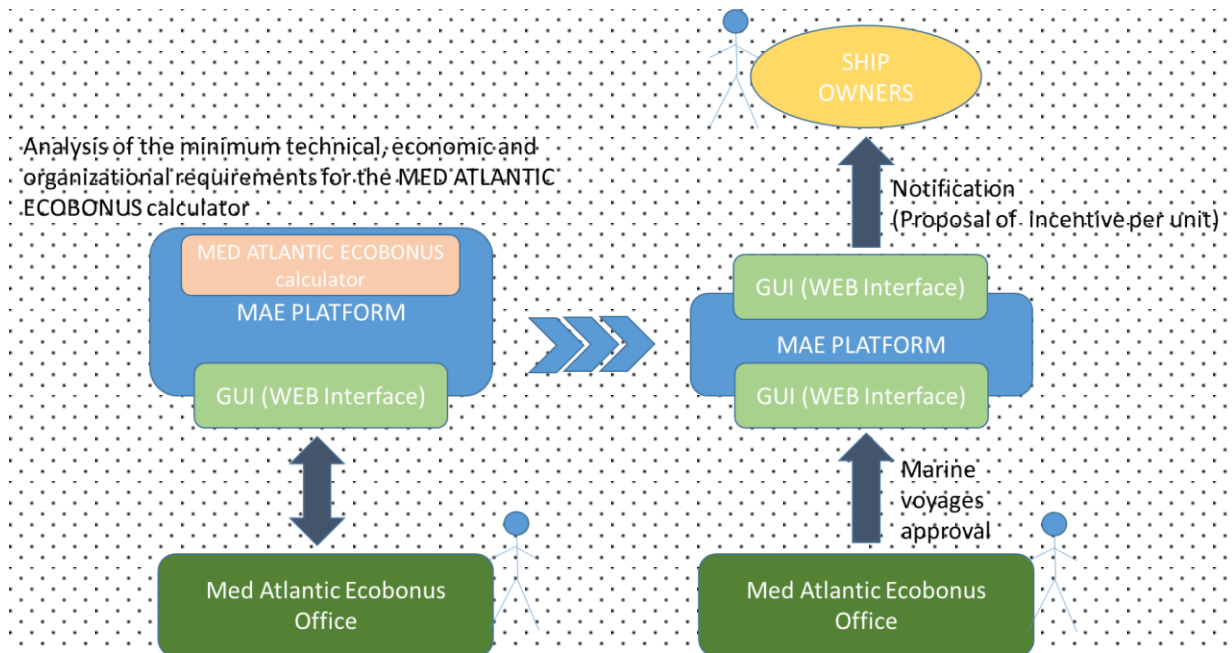 Analysis of the minimum technical, economic and
organizational requirements for the MED ATLANTIC
ECOBONUS calculator
MED ATLANTIC ECOBONUS
calculator
MAE PLATFORM
GUI (WEB Interface)
Med Atlantic Ecobonus
Office
SHIP
OWNERS
Notification
(Proposal of incentive per unit)
GUI (WEB Interface)
MAE PLATFORM
GUI (WEB Interface)
Marine
voyages
approval
Med Atlantic Ecobonus
Office